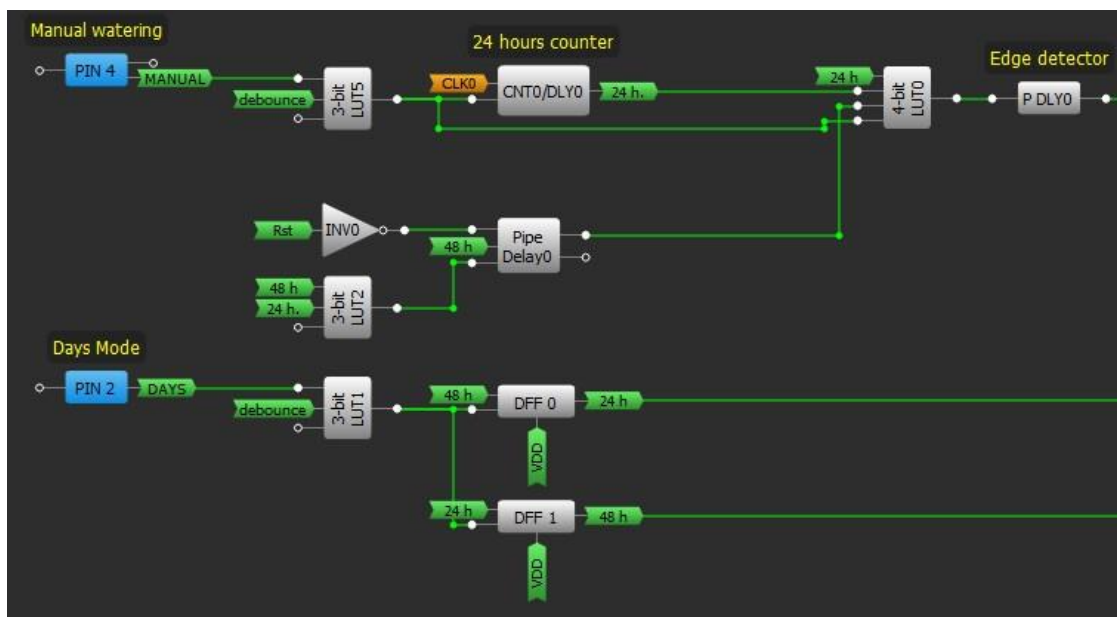 Manual watering
PIN 4
MANUAL
debounce
3-bit
LUT5
24 hours counter
CLK0
CNT0/DLY0
24 h.
24 h
4-bit
LUT0
Edge detector
P DLY0
Rst
INV0
48 h
Pipe
Delay0
48 h
24 h.
3-bit
LUT2
Days Mode
PIN 2
DAYS
debounce
3-bit
LUT1
48 h
DFF 0
24 h
VDD
24 h
DFF 1
48 h
VDD